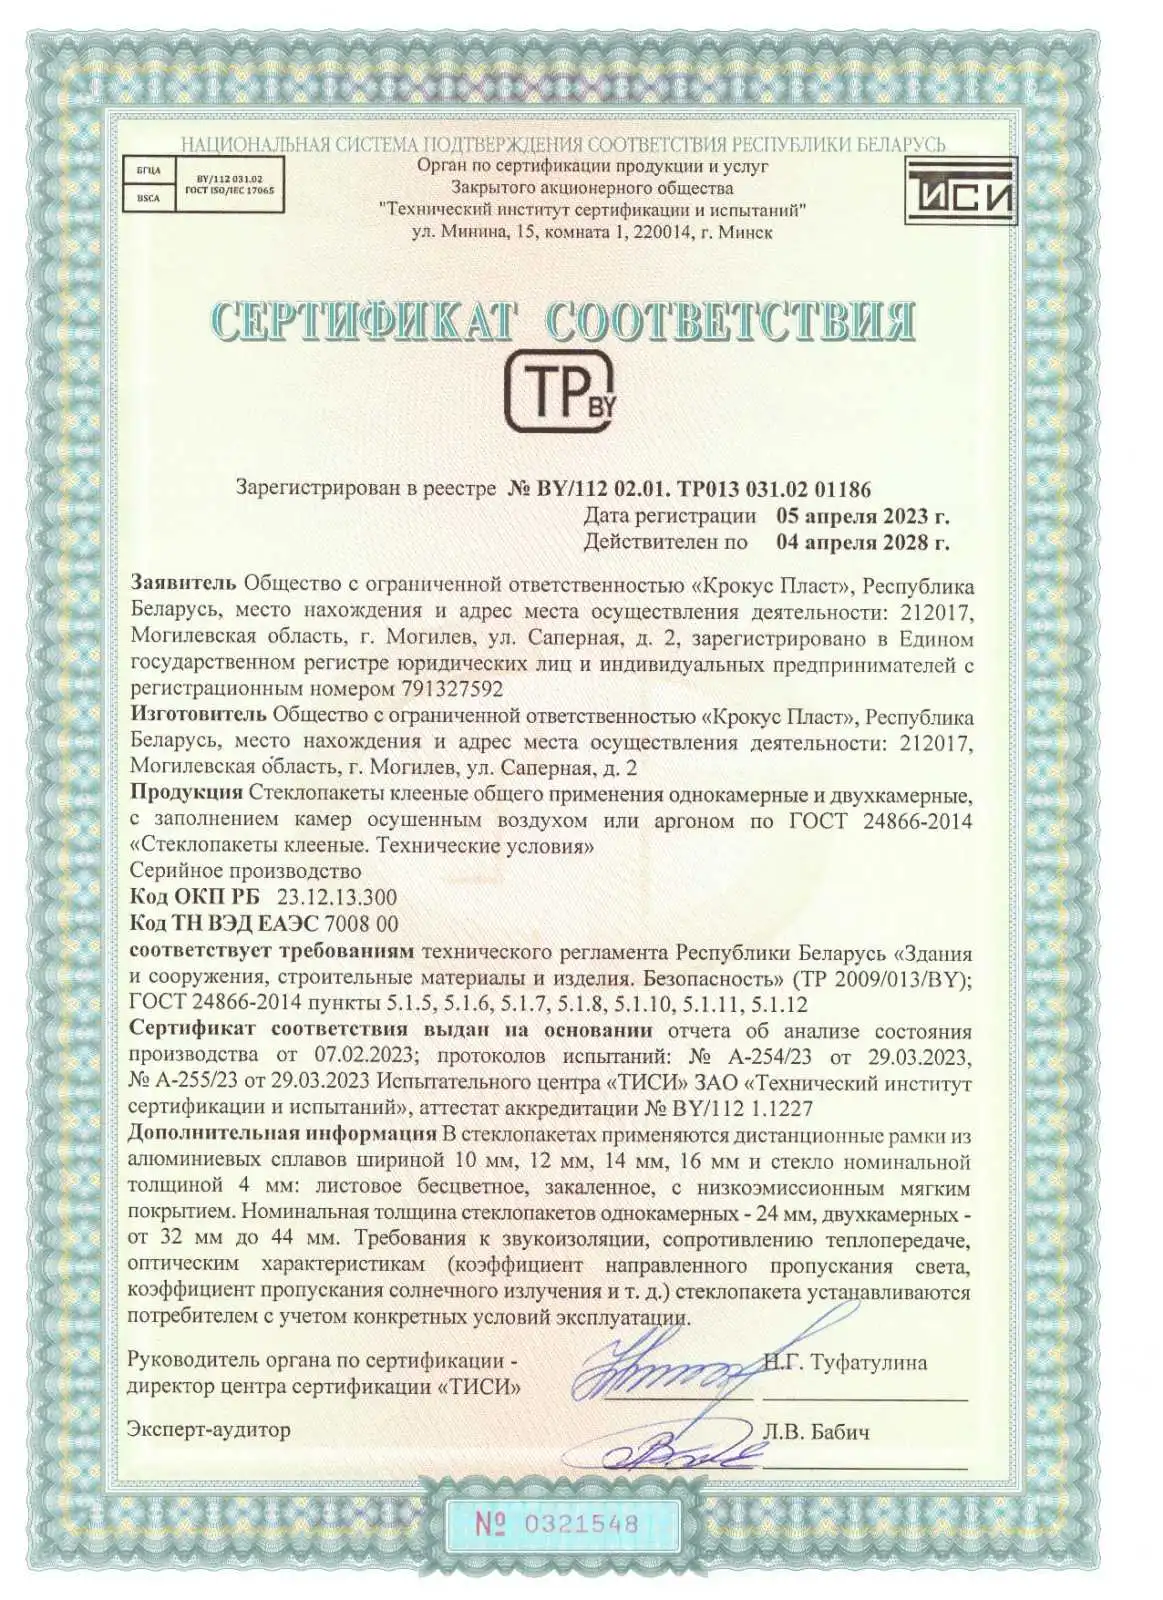 НАЦИОНАЛЬНАЯ СИСТЕМА ПОДТВЕРЖДЕНИЯ СООТВЕТСТВИЯ РЕСПУБЛИКИ БЕЛАРУСЬ
БГЦА
BSCA
BY/112 031.02
ГОСТ ISO/IEC 17065
Орган по сертификации продукции и услуг
Закрытого акционерного общества
"Технический институт сертификации и испытаний"
ул. Минина, 15, комната 1, 220014, г. Минск
ТИСИ
СЕРТИФИКАТ СООТВЕТСТВИЯ
ТР BY
Зарегистрирован в реестре № BY/112 02.01. ТР013 031.02 01186
Дата регистрации 05 апреля 2023 г.
Действителен по 04 апреля 2028 г.
Заявитель Общество с ограниченной ответственностью «Крокус Пласт», Республика
Беларусь, место нахождения и адрес места осуществления деятельности: 212017,
Могилевская область, г. Могилев, ул. Саперная, д. 2, зарегистрировано в Едином
государственном регистре юридических лиц и индивидуальных предпринимателей с
регистрационным номером 791327592
Изготовитель Общество с ограниченной ответственностью «Крокус Пласт», Республика
Беларусь, место нахождения и адрес места осуществления деятельности: 212017,
Могилевская область, г. Могилев, ул. Саперная, д. 2
Продукция Стеклопакеты клееные общего применения однокамерные и двухкамерные,
с заполнением камер осушенным воздухом или аргоном по ГОСТ 24866-2014
«Стеклопакеты клееные. Технические условия»
Серийное производство
Код ОКП РБ 23.12.13.300
Код ТН ВЭД ЕАЭС 7008 00
соответствует требованиям технического регламента Республики Беларусь «Здания
и сооружения, строительные материалы и изделия. Безопасность» (ТР 2009/013/BY);
ГОСТ 24866-2014 пункты 5.1.5, 5.1.6, 5.1.7, 5.1.8, 5.1.10, 5.1.11, 5.1.12
Сертификат соответствия выдан на основании отчета об анализе состояния
производства от 07.02.2023; протоколов испытаний: № А-254/23 от 29.03.2023,
№ А-255/23 от 29.03.2023 Испытательного центра «ТИСИ» ЗАО «Технический институт
сертификации и испытаний», аттестат аккредитации № BY/112 1.1227
Дополнительная информация В стеклопакетах применяются дистанционные рамки из
алюминиевых сплавов шириной 10 мм, 12 мм, 14 мм, 16 мм и стекло номинальной
толщиной 4 мм: листовое бесцветное, закаленное, с низкоэмиссионным мягким
покрытием. Номинальная толщина стеклопакетов однокамерных - 24 мм, двухкамерных -
от 32 мм до 44 мм. Требования к звукоизоляции, сопротивлению теплопередаче,
оптическим характеристикам (коэффициент направленного пропускания света,
коэффициент пропускания солнечного излучения и т. д.) стеклопакета устанавливаются
потребителем с учетом конкретных условий эксплуатации.
Руководитель органа по сертификации -
директор центра сертификации «ТИСИ»
Н.Г. Туфатулина
Эксперт-аудитор
Л.В. Бабич
№ 0321548